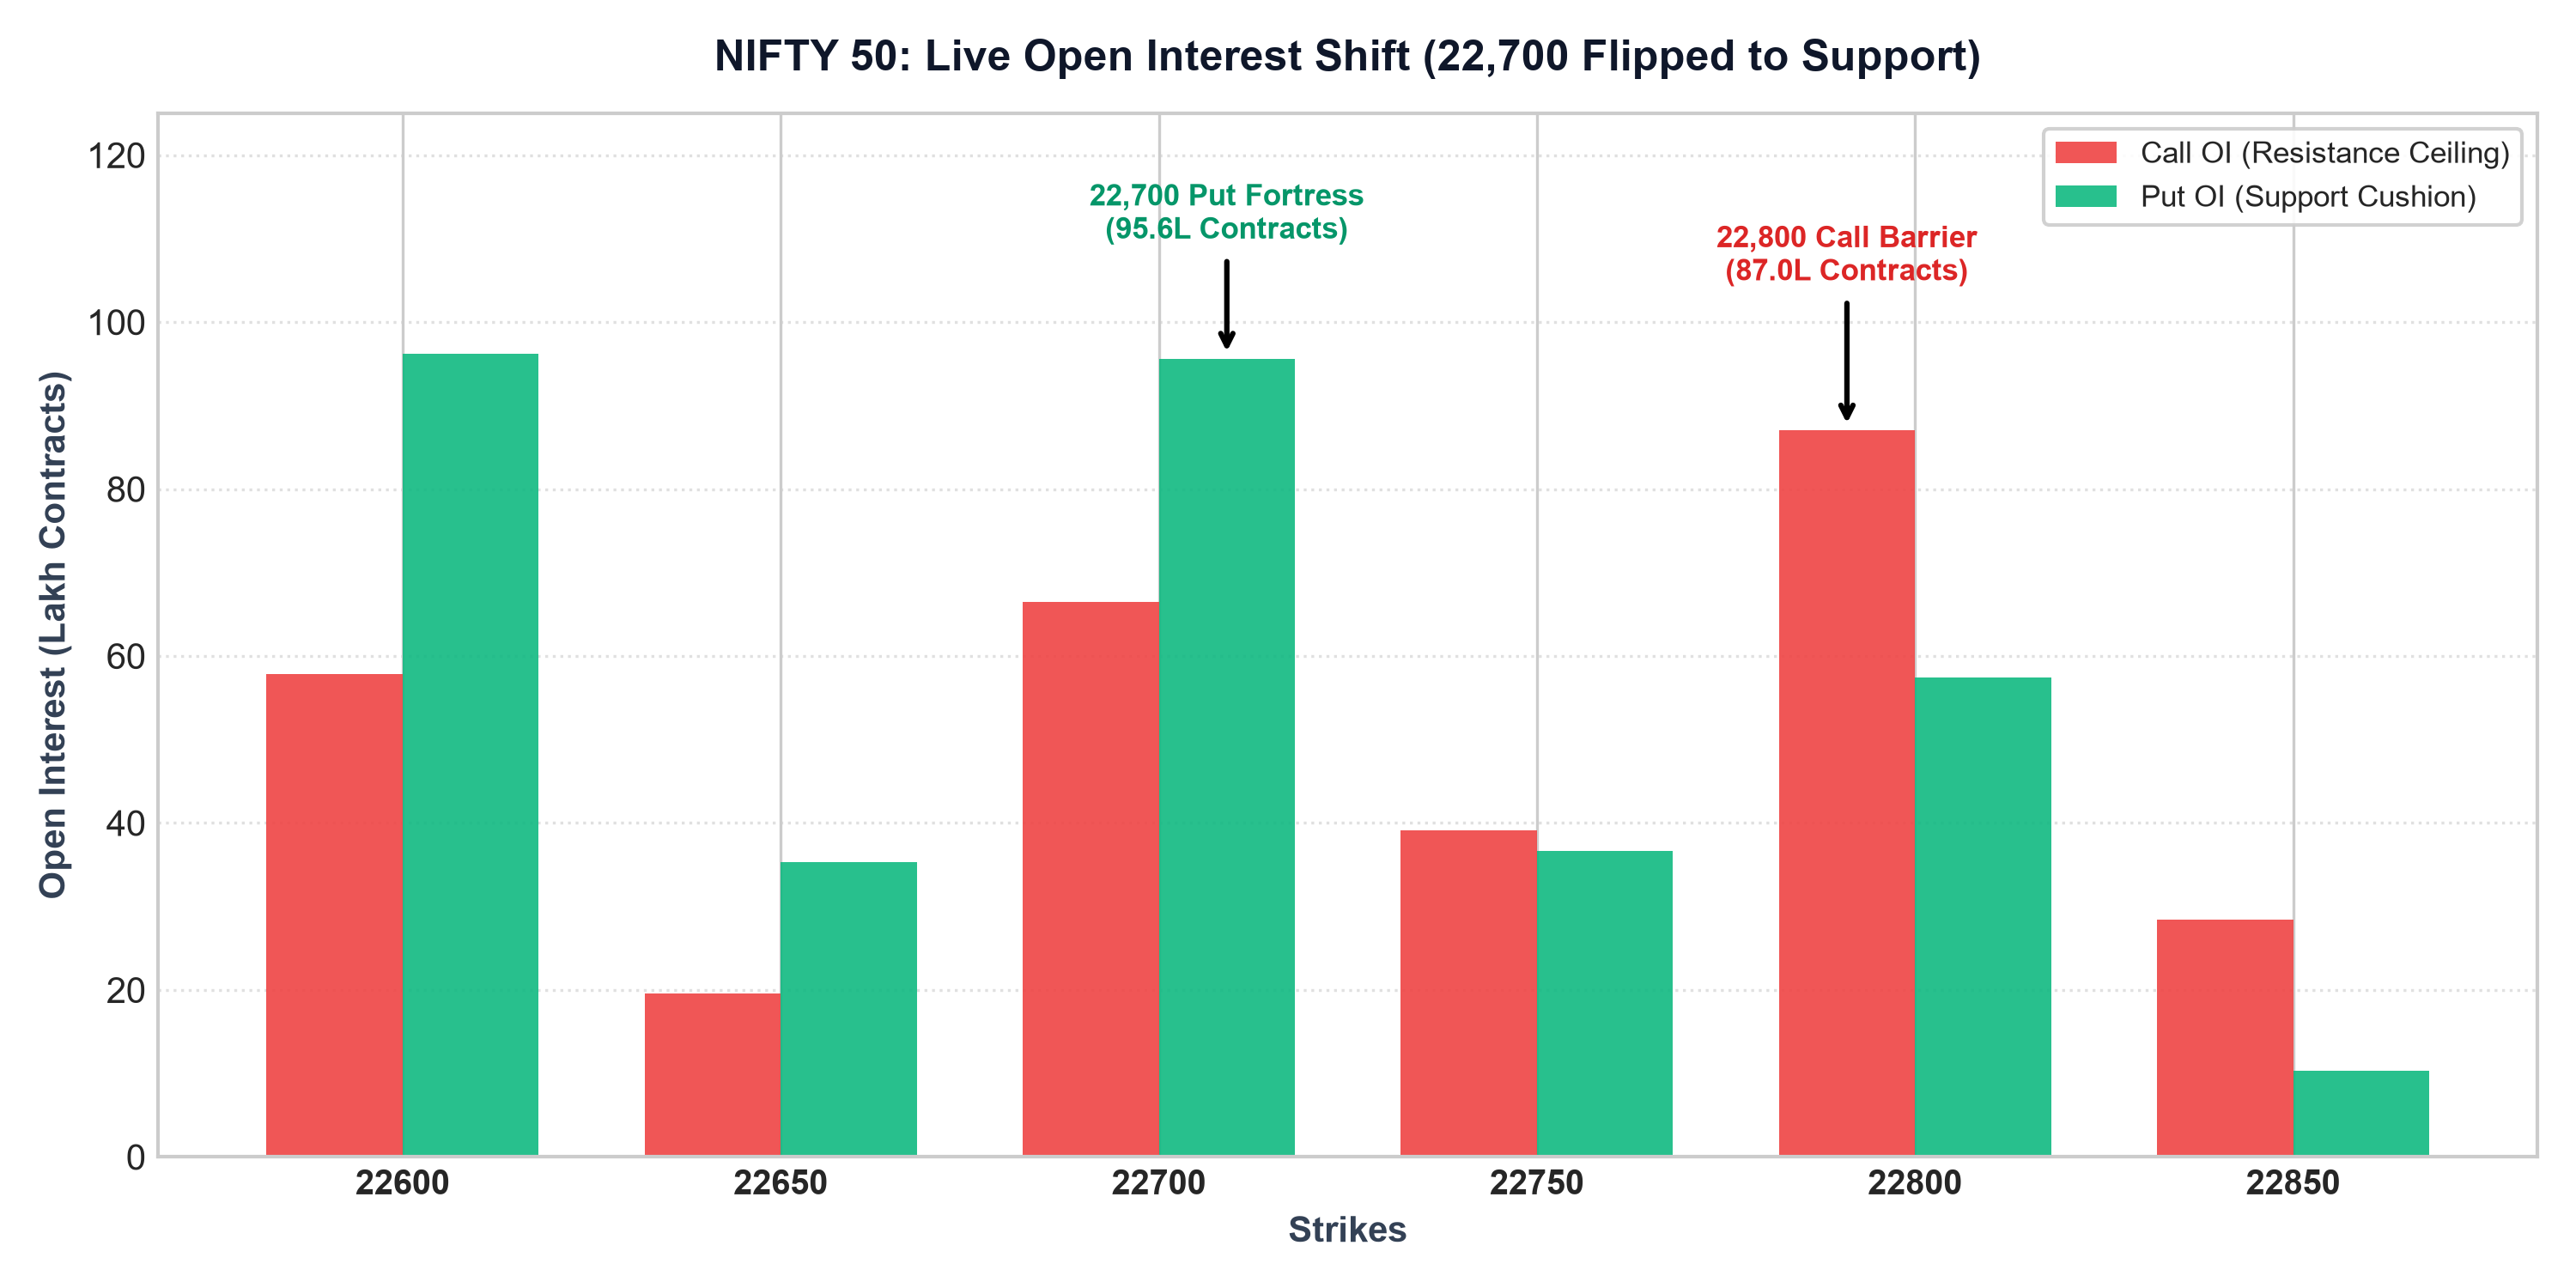 NIFTY 50: Live Open Interest Shift (22,700 Flipped to Support)
Call OI (Resistance Ceiling)
Put OI (Support Cushion)
22,700 Put Fortress
(95.6L Contracts)
22,800 Call Barrier
(87.0L Contracts)
Open Interest (Lakh Contracts)
120
100
80
60
40
20
0
22600
22650
22700
22750
22800
22850
Strikes